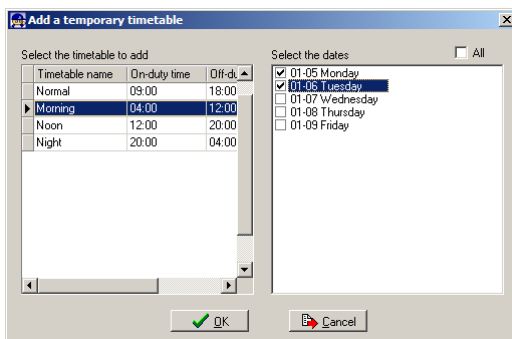 Add a temporary timetable
Select the timetable to add
Timetable name On-duty time Off-du
Normal 09:00 18:00
Morning 04:00 12:00
Noon 12:00 20:00
Night 20:00 04:00
Select the dates All
01-05 Monday
01-06 Tuesday
01-07 Wednesday
01-08 Thursday
01-09 Friday
OK Cancel